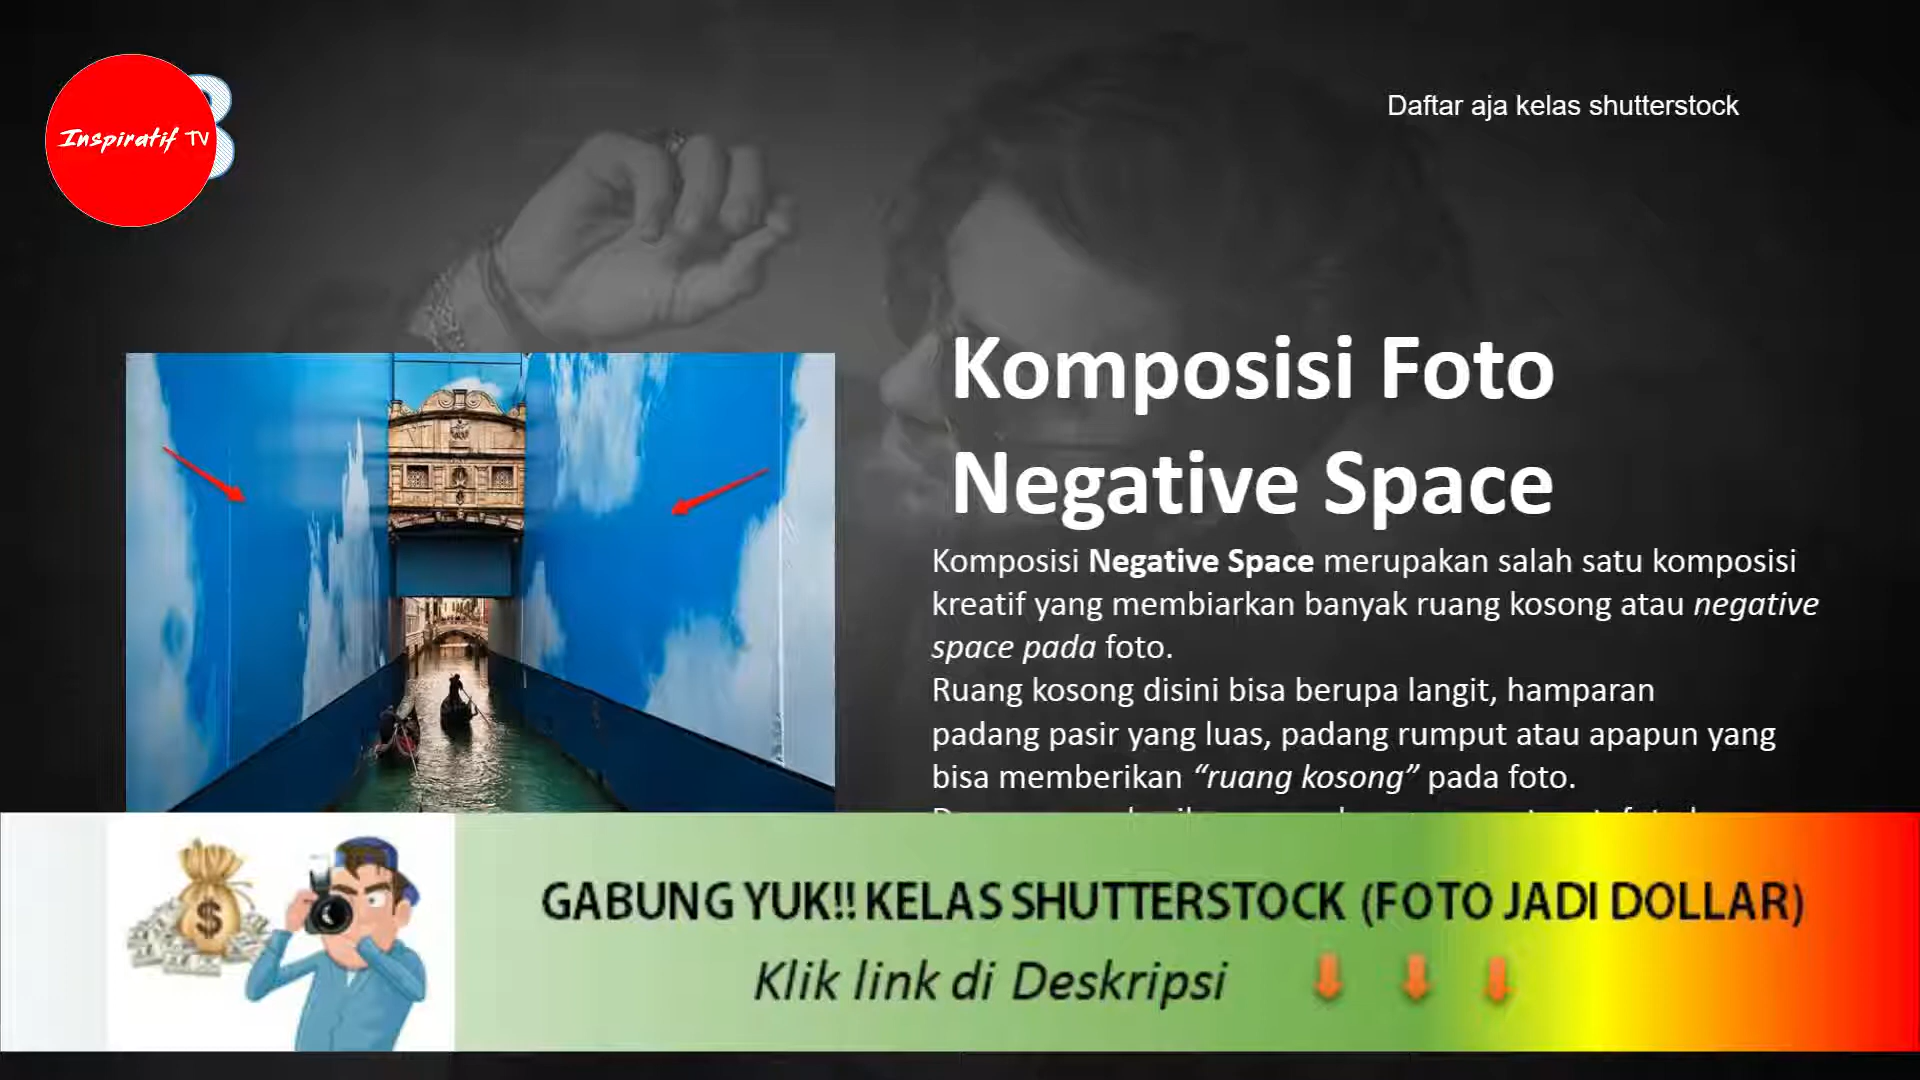 Inspiratif TV
Daftar aja kelas shutterstock
Komposisi Foto
Negative Space
Komposisi Negative Space merupakan salah satu komposisi
kreatif yang membiarkan banyak ruang kosong atau negative
space pada foto.
Ruang kosong disini bisa berupa langit, hamparan
padang pasir yang luas, padang rumput atau apapun yang
bisa memberikan “ruang kosong” pada foto.
$
GABUNG YUK!! KELAS SHUTTERSTOCK (FOTO JADI DOLLAR)
Klik link di Deskripsi